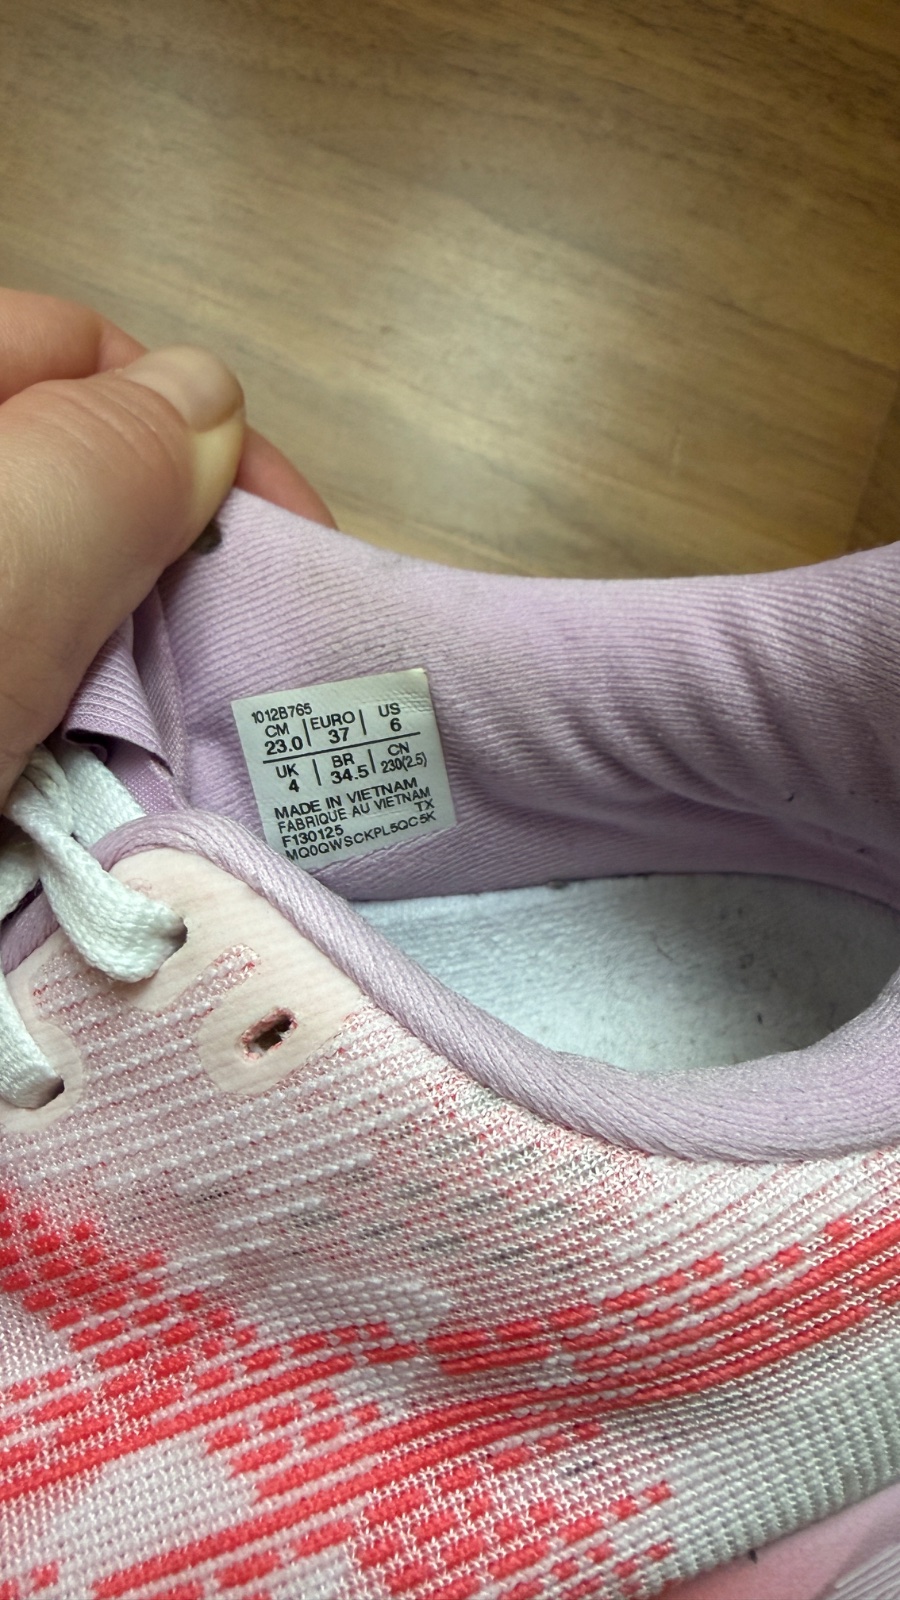 1012B765
CM | EURO | US
23.0 | 37 | 6
UK | BR | CN
4 | 34.5 | 230(2.5)
MADE IN VIETNAM
FABRIQUE AU VIETNAM
F130125 TX
MQ0QWSCKPL5QC5K